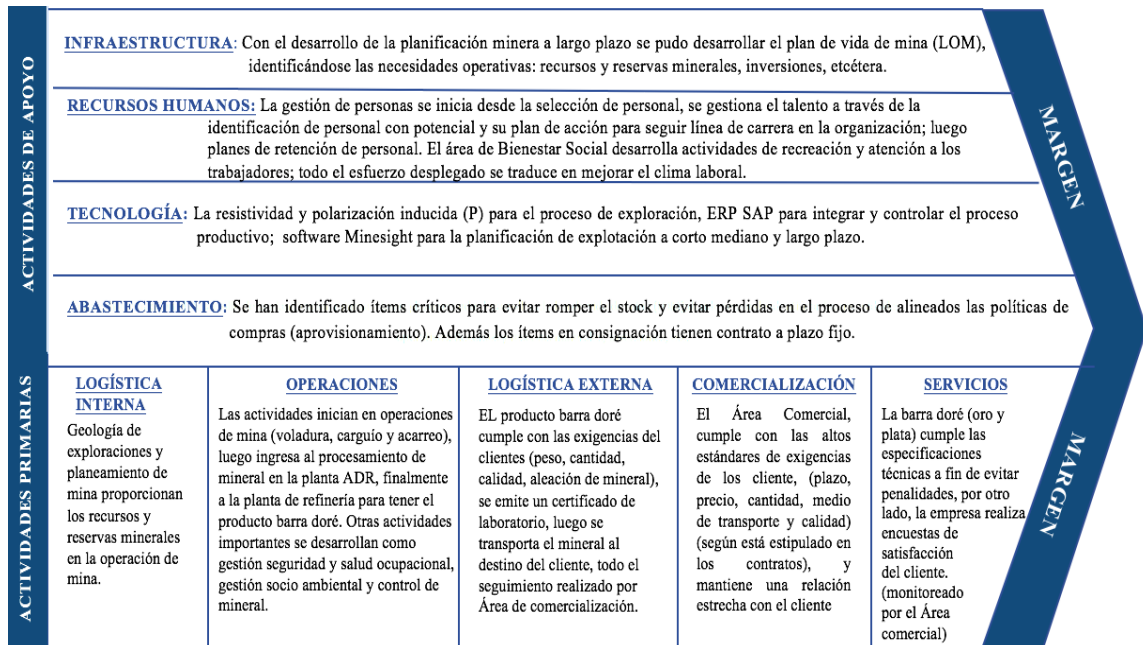 ACTIVIDADES DE APOYO
INFRAESTRUCTURA: Con el desarrollo de la planificación minera a largo plazo se pudo desarrollar el plan de vida de mina (LOM),
identificándose las necesidades operativas: recursos y reservas minerales, inversiones, etcétera.
RECURSOS HUMANOS: La gestión de personas se inicia desde la selección de personal, se gestiona el talento a través de la
identificación de personal con potencial y su plan de acción para seguir línea de carrera en la organización; luego
planes de retención de personal. El área de Bienestar Social desarrolla actividades de recreación y atención a los
trabajadores; todo el esfuerzo desplegado se traduce en mejorar el clima laboral.
TECNOLOGÍA: La resistividad y polarización inducida (P) para el proceso de exploración, ERP SAP para integrar y controlar el proceso
productivo; software Minesight para la planificación de explotación a corto mediano y largo plazo.
ABASTECIMIENTO: Se han identificado ítems críticos para evitar romper el stock y evitar pérdidas en el proceso de alineados las políticas de
compras (aprovisionamiento). Además los ítems en consignación tienen contrato a plazo fijo.
MARGEN
ACTIVIDADES PRIMARIAS
LOGÍSTICA
INTERNA
Geología de
exploraciones y
planeamiento de
mina proporcionan
los recursos y
reservas minerales
en la operación de
mina.
OPERACIONES
Las actividades inician en operaciones
de mina (voladura, carguío y acarreo),
luego ingresa al procesamiento de
mineral en la planta ADR, finalmente
a la planta de refinería para tener el
producto barra doré. Otras actividades
importantes se desarrollan como
gestión seguridad y salud ocupacional,
gestión socio ambiental y control de
mineral.
LOGÍSTICA EXTERNA
EL producto barra doré
cumple con las exigencias del
clientes (peso, cantidad,
calidad, aleación de mineral),
se emite un certificado de
laboratorio, luego se
transporta el mineral al
destino del cliente, todo el
seguimiento realizado por
Área de comercialización.
COMERCIALIZACIÓN
El Área Comercial,
cumple con las altos
estándares de exigencias
de los cliente, (plazo,
precio, cantidad, medio
de transporte y calidad)
(según está estipulado en
los contratos), y
mantiene una relación
estrecha con el cliente
SERVICIOS
La barra doré (oro y
plata) cumple las
especificaciones
técnicas a fin de evitar
penalidades, por otro
lado, la empresa realiza
encuestas de
satisfacción
del cliente.
(monitoreado
por el Área
comercial)
MARGEN